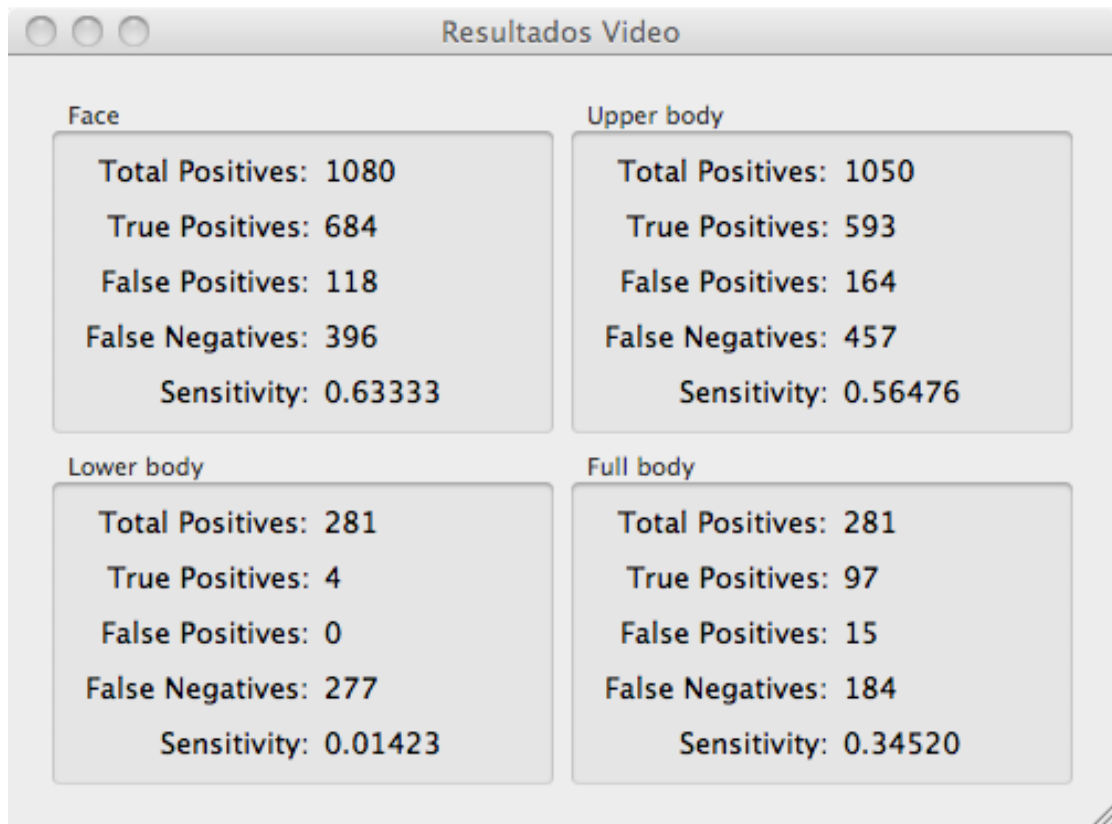 Resultados Video
Face
Total Positives: 1080
True Positives: 684
False Positives: 118
False Negatives: 396
Sensitivity: 0.63333
Upper body
Total Positives: 1050
True Positives: 593
False Positives: 164
False Negatives: 457
Sensitivity: 0.56476
Lower body
Total Positives: 281
True Positives: 4
False Positives: 0
False Negatives: 277
Sensitivity: 0.01423
Full body
Total Positives: 281
True Positives: 97
False Positives: 15
False Negatives: 184
Sensitivity: 0.34520